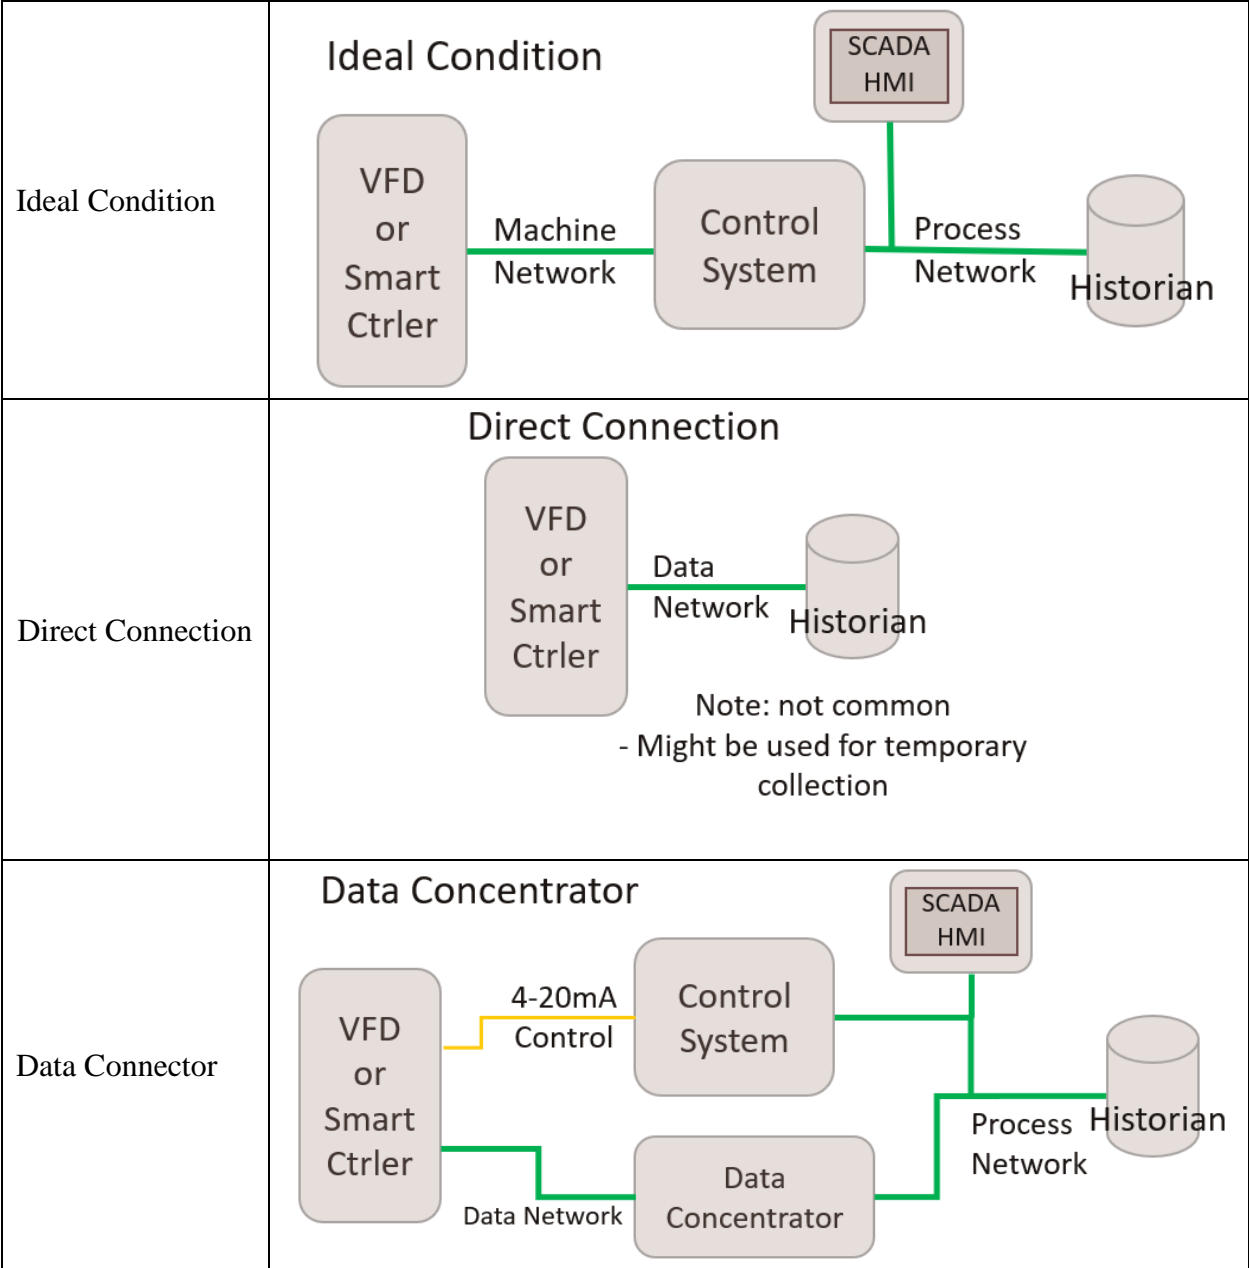 Ideal Condition
Ideal Condition
SCADA
HMI
VFD
or
Smart
Ctrler
Machine
Network
Control
System
Process
Network
Historian
Direct Connection
Direct Connection
VFD
or
Smart
Ctrler
Data
Network
Historian
Note: not common
- Might be used for temporary
collection
Data Connector
Data Concentrator
SCADA
HMI
VFD
or
Smart
Ctrler
4-20mA
Control
Control
System
Data Network
Data
Concentrator
Process
Network
Historian